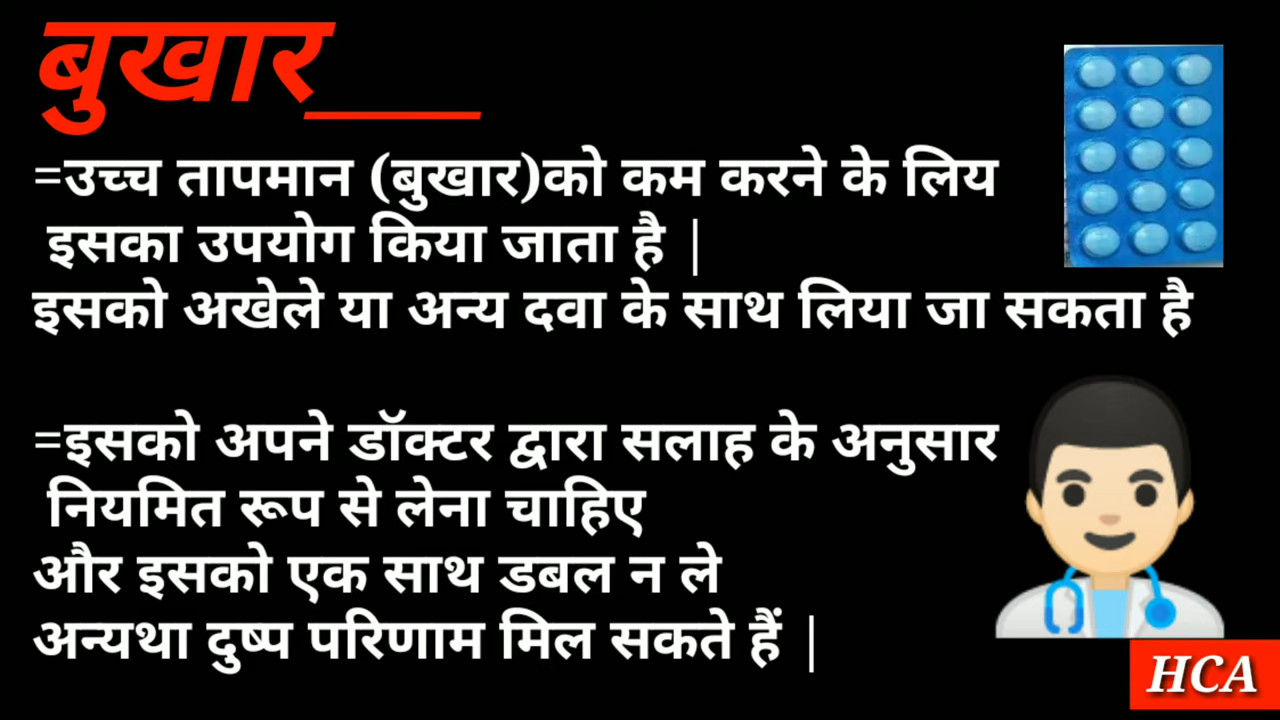 बुखार___
=उच्च तापमान (बुखार)को कम करने के लिय
इसका उपयोग किया जाता है |
इसको अखेले या अन्य दवा के साथ लिया जा सकता है
=इसको अपने डॉक्टर द्वारा सलाह के अनुसार
नियमित रूप से लेना चाहिए
और इसको एक साथ डबल न ले
अन्यथा दुष्प परिणाम मिल सकते हैं |
HCA